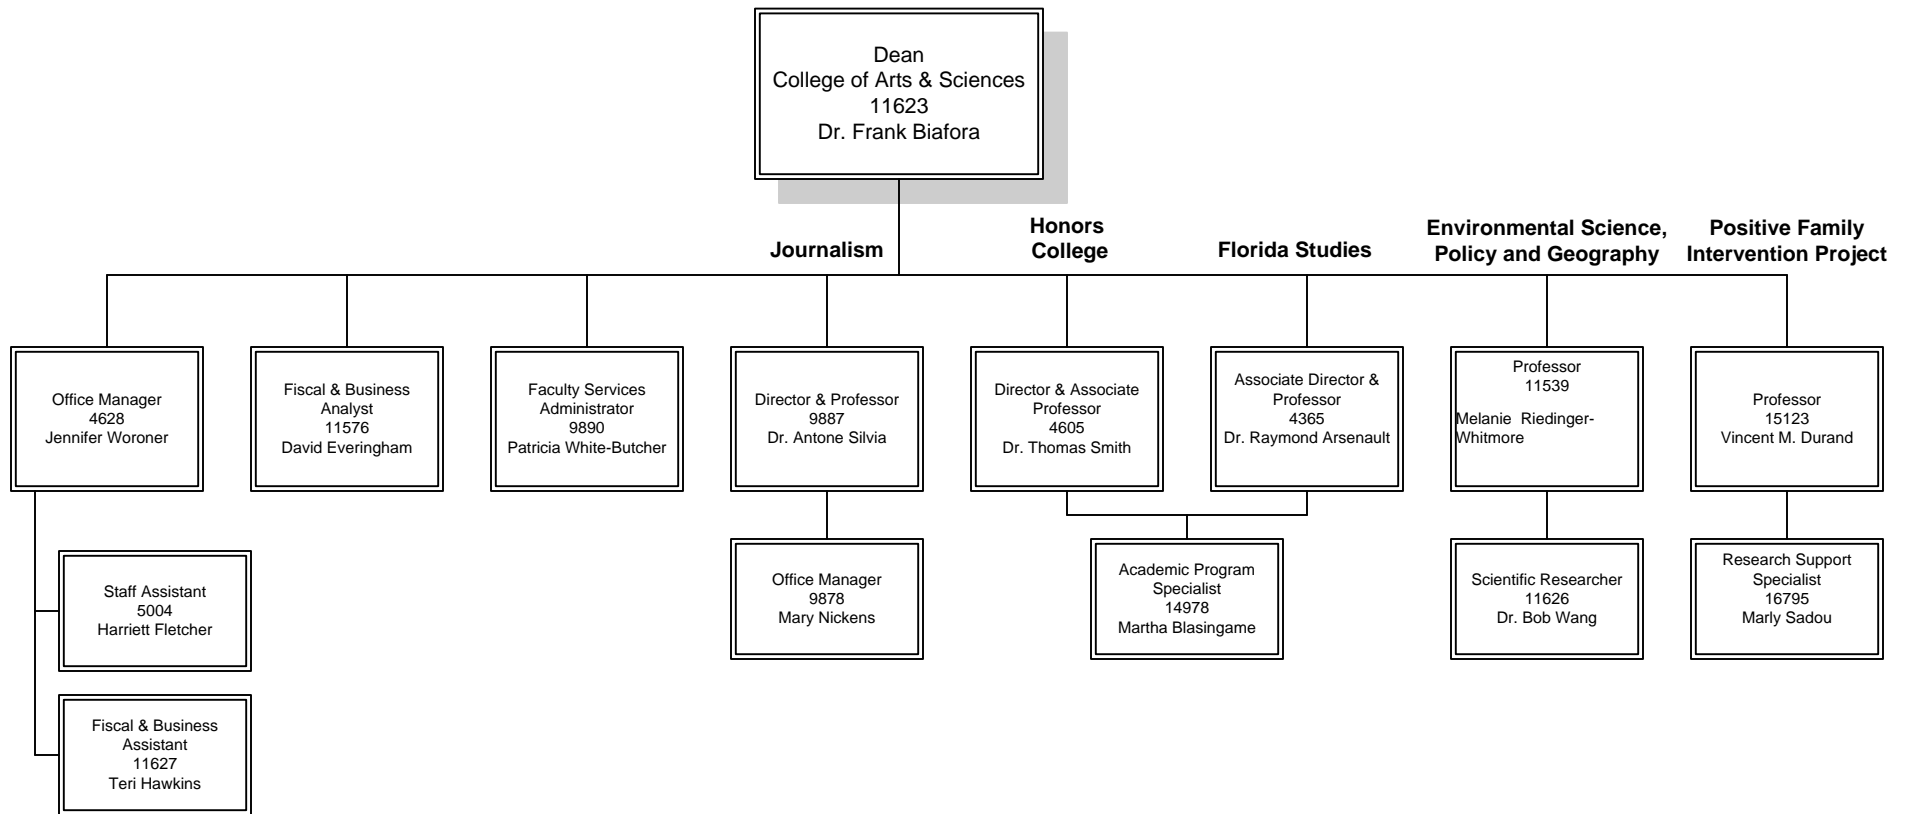 Dean
College of Arts & Sciences
11623
Dr. Frank Biafora
Journalism
Honors
College
Florida Studies
Environmental Science,
Policy and Geography
Positive Family
Intervention Project
Office Manager
4628
Jennifer Woroner
Fiscal & Business
Analyst
11576
David Everingham
Faculty Services
Administrator
9890
Patricia White-Butcher
Director & Professor
9887
Dr. Antone Silvia
Director & Associate
Professor
4605
Dr. Thomas Smith
Associate Director &
Professor
4365
Dr. Raymond Arsenault
Professor
11539
Melanie Riedinger-
Whitmore
Professor
15123
Vincent M. Durand
Staff Assistant
5004
Harriett Fletcher
Office Manager
9878
Mary Nickens
Academic Program
Specialist
14978
Martha Blasingame
Scientific Researcher
11626
Dr. Bob Wang
Research Support
Specialist
16795
Marly Sadou
Fiscal & Business
Assistant
11627
Teri Hawkins